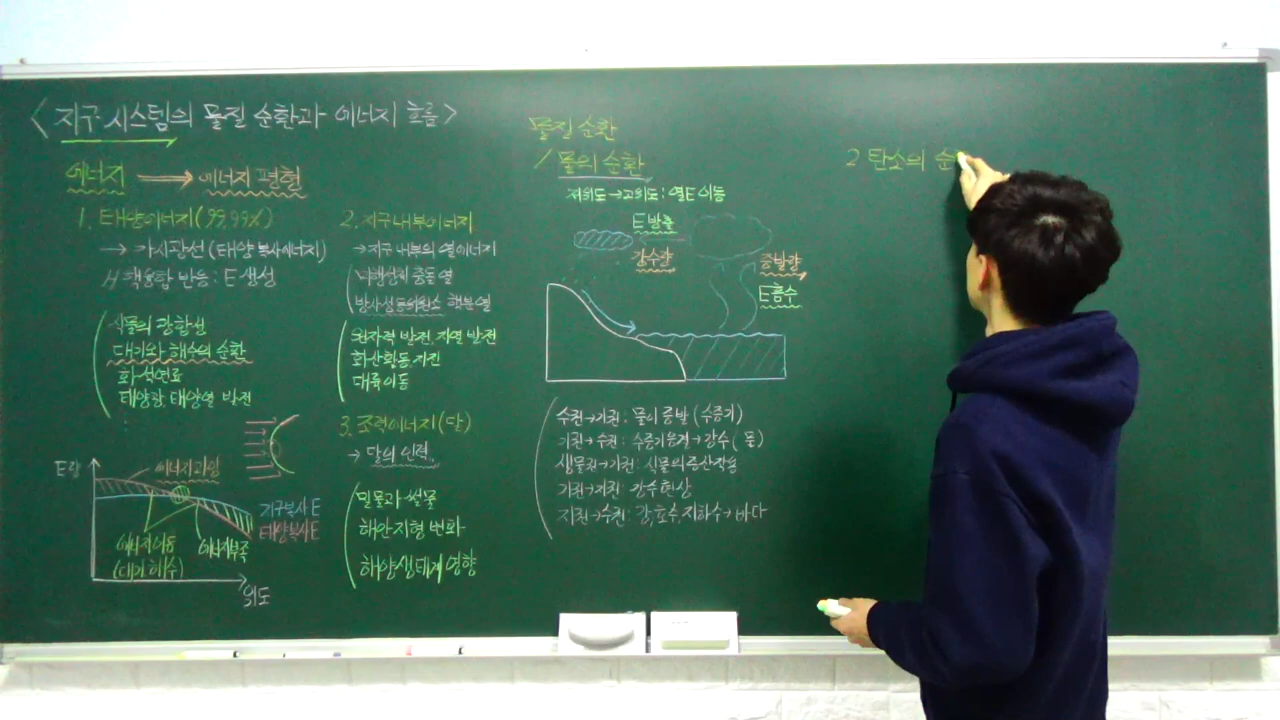 <지구시스템의 물질 순환과 에너지 흐름>
에너지 → 에너지 평형
1. 태양에너지(99.99%)
→ 가시광선 (태양 복사에너지)
H 핵융합 반응 : E 생성
식물의 광합성
대기와 해수의 순환
화석연료
태양광, 태양열 발전
E량
에너지과잉
지구복사 E
태양복사 E
에너지이동
(대기 해수)
에너지부족
위도
2. 지구내부에너지
→ 지구 내부의 열에너지
미행성체 충돌 열
방사성동위원소 핵분열
원자력 발전, 지열 발전
화산활동, 지진
대륙이동
3. 조력에너지(달)
→ 달의 인력
밀물과 썰물
해안지형 변화
해양생태계 영향
물질 순환
1 물의 순환
저위도→고위도 : 열E 이동
E방출
강수량
증발량
E흡수
수권→기권 : 물이 증발 (수증기)
기권→수권 : 수증기응결→강수 (물)
생물권→기권 : 식물의 증산작용
기권→지권 : 강수 현상
지권→수권 : 강, 호수, 지하수→바다
2 탄소의 순